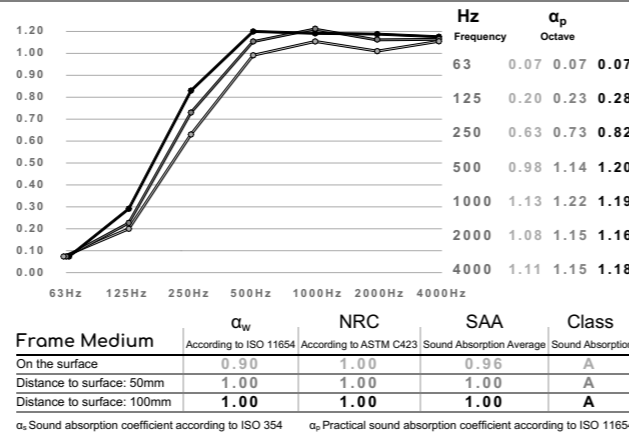 Hz αp
Frequency Octave
1.20
1.00
0.90
0.80
0.70
0.60
0.50
0.40
0.30
0.20
0.10
0.00
63Hz 125Hz 250Hz 500Hz 1000Hz 2000Hz 4000Hz
63 0.07 0.07 0.07
125 0.20 0.23 0.28
250 0.63 0.73 0.82
500 0.98 1.14 1.20
1000 1.13 1.22 1.19
2000 1.08 1.15 1.16
4000 1.11 1.15 1.18
αw NRC SAA Class
Frame Medium According to ISO 11654 According to ASTM C423 Sound Absorption Average Sound Absorption
On the surface 0.90 1.00 0.96 A
Distance to surface: 50mm 1.00 1.00 1.00 A
Distance to surface: 100mm 1.00 1.00 1.00 A
αs Sound absorption coefficient according to ISO 354 αp Practical sound absorption coefficient according to ISO 11654